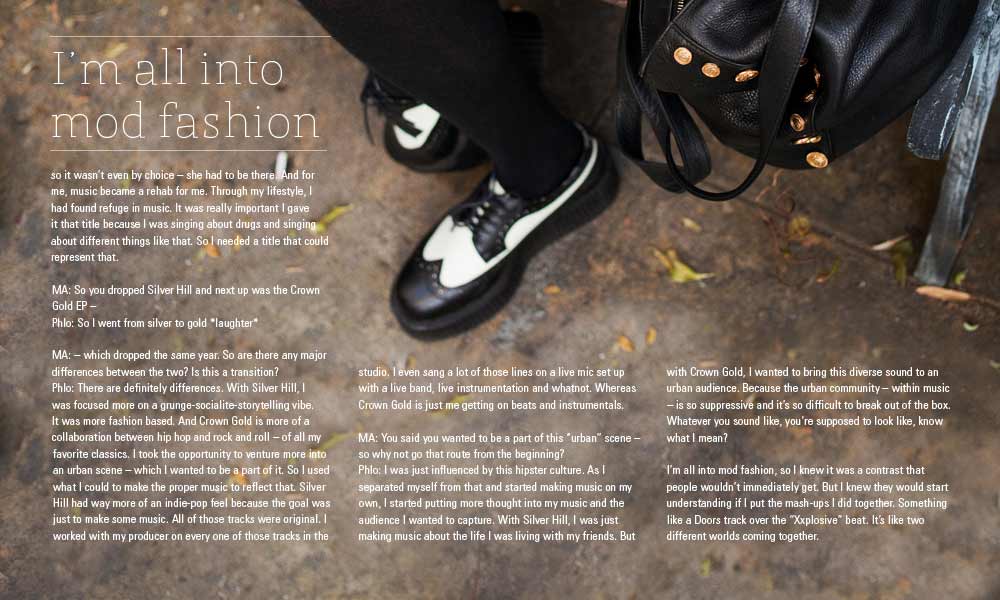 I'm all into
mod fashion
so it wasn't even by choice – she had to be there. And for
me, music became a rehab for me. Through my lifestyle, I
had found refuge in music. It was really important I gave
it that title because I was singing about drugs and singing
about different things like that. So I needed a title that could
represent that.
MA: So you dropped Silver Hill and next up was the Crown
Gold EP –
Phlo: So I went from silver to gold *laughter*
MA: – which dropped the same year. So are there any major
differences between the two? Is this a transition?
Phlo: There are definitely differences. With Silver Hill, I
was focused more on a grunge-socialite-storytelling vibe.
It was more fashion based. And Crown Gold is more of a
collaboration between hip hop and rock and roll – of all my
favorite classics. I took the opportunity to venture more into
an urban scene – which I wanted to be a part of it. So I used
what I could to make the proper music to reflect that. Silver
Hill had way more of an indie-pop feel because the goal was
just to make some music. All of those tracks were original. I
worked with my producer on every one of those tracks in the
studio. I even sang a lot of those lines on a live mic set up
with a live band, live instrumentation and whatnot. Whereas
Crown Gold is just me getting on beats and instrumentals.
MA: You said you wanted to be a part of this "urban" scene –
so why not go that route from the beginning?
Phlo: I was just influenced by this hipster culture. As I
separated myself from that and started making music on my
own, I started putting more thought into my music and the
audience I wanted to capture. With Silver Hill, I was just
making music about the life I was living with my friends. But
with Crown Gold, I wanted to bring this diverse sound to an
urban audience. Because the urban community – within music
– is so suppressive and it's so difficult to break out of the box.
Whatever you sound like, you're supposed to look like, know
what I mean?
I'm all into mod fashion, so I knew it was a contrast that
people wouldn't immediately get. But I knew they would start
understanding if I put the mash-ups I did together. Something
like a Doors track over the "Xxplosive" beat. It's like two
different worlds coming together.